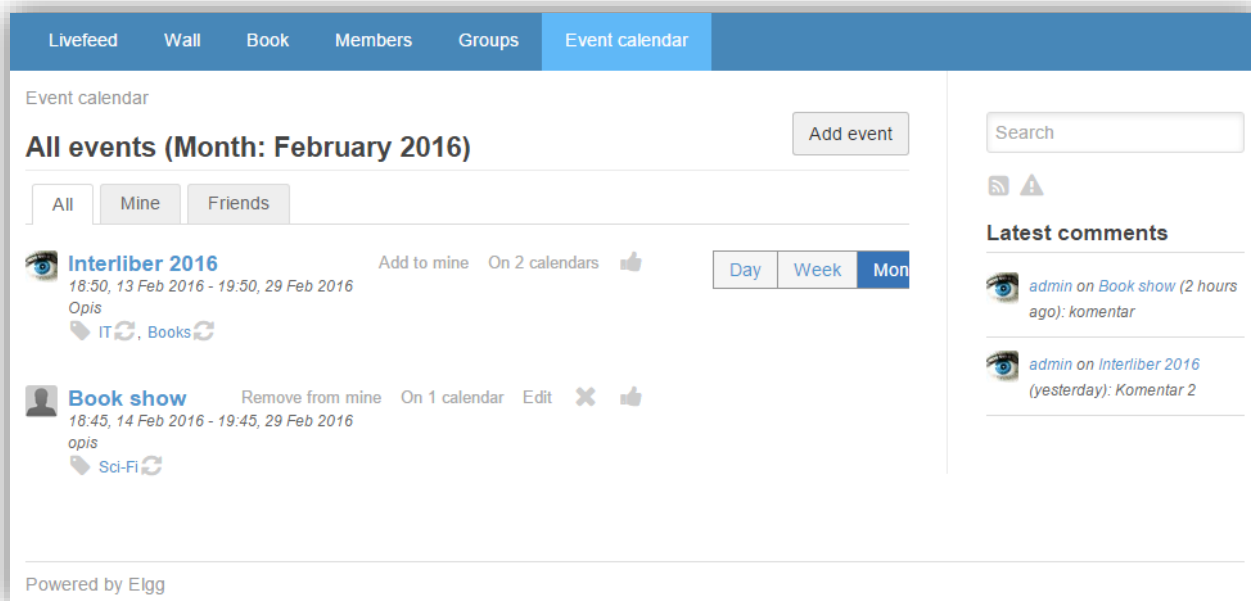 Livefeed Wall Book Members Groups Event calendar
Event calendar
All events (Month: February 2016)
Add event
All Mine Friends
Interliber 2016 Add to mine On 2 calendars
18:50, 13 Feb 2016 - 19:50, 29 Feb 2016
Opis
IT, Books
Day Week Mon
Book show Remove from mine On 1 calendar Edit
18:45, 14 Feb 2016 - 19:45, 29 Feb 2016
opis
Sci-Fi
Search
Latest comments
admin on Book show (2 hours
ago): komentar
admin on Interliber 2016
(yesterday): Komentar 2
Powered by Elgg